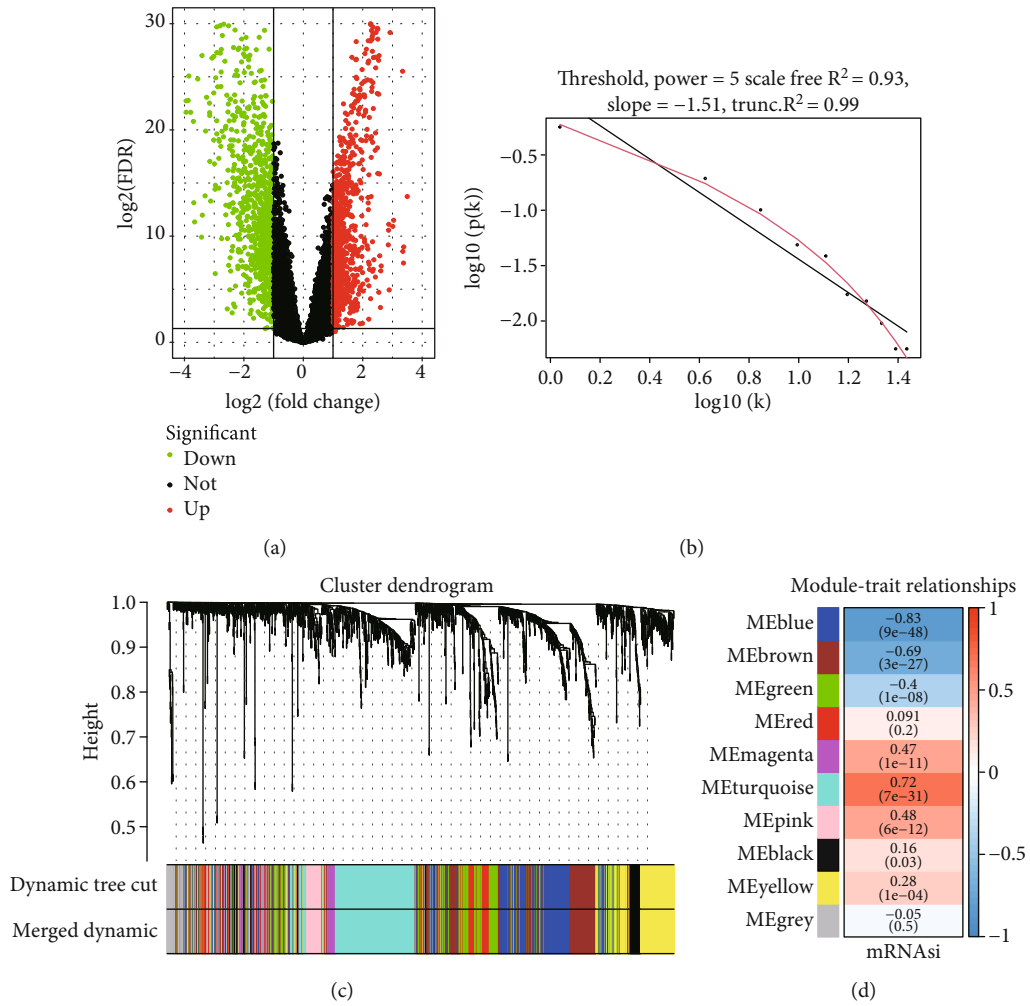 (a)
30
20
10
0
log2(FDR)
−4
−2
0
2
4
log2 (fold change)
Significant
Down
Not
Up
(a)
Threshold, power = 5 scale free R² = 0.93,
slope = −1.51, trunc.R² = 0.99
−0.5
−1.0
−1.5
−2.0
log10 (p(k))
0.0
0.2
0.4
0.6
0.8
1.0
1.2
1.4
log10 (k)
(b)
Cluster dendrogram
1.0
0.9
0.8
0.7
0.6
0.5
Height
Dynamic tree cut
Merged dynamic
(c)
Module-trait relationships
MEblue
−0.83
(9e−48)
MEbrown
−0.69
(3e−27)
MEgreen
−0.4
(1e−08)
MEred
0.091
(0.2)
MEmagenta
0.47
(1e−11)
MEturquoise
0.72
(7e−31)
MEpink
0.48
(6e−12)
MEblack
0.16
(0.03)
MEyellow
0.28
(1e−04)
MEgrey
−0.05
(0.5)
mRNAsi
1
0.5
0
−0.5
−1
(d)